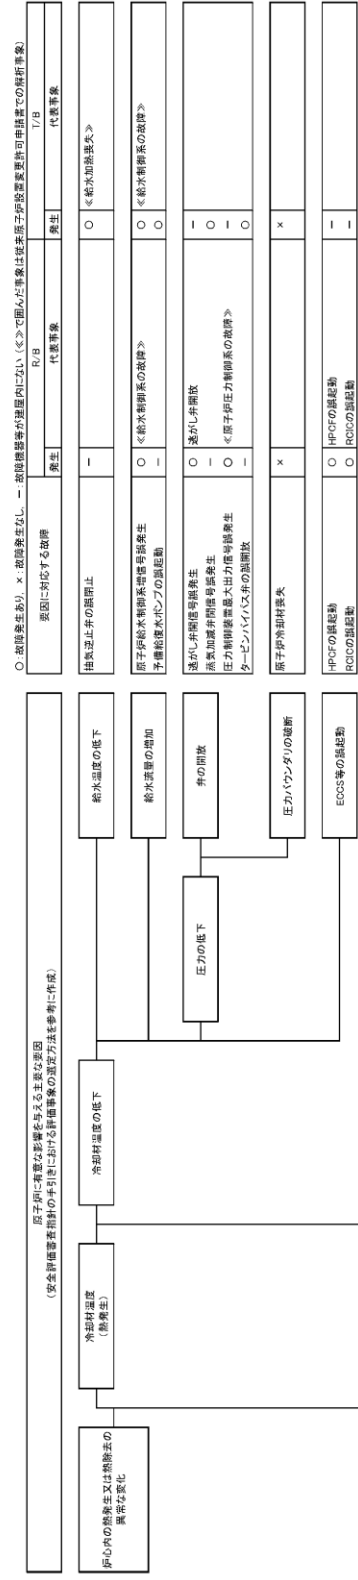 ○：故障発生あり、×：故障発生なし、－：故障機器等が建屋内にない（≪≫で囲んだ事象は従来原子炉設置変更許可申請書での解析事象）
原子炉に有意な影響を与える主要な要因
（安全評価審査指針の手引きにおける評価事象の選定方法を参考に作成）
要因に対応する故障
R/B
T/B
発生
代表事象
発生
代表事象
炉心内の熱発生又は熱除去の
異常な変化
冷却材温度
（熱発生）
冷却材温度の低下
給水温度の低下
抽気逆止弁の誤閉止
－
○ ≪給水加熱喪失≫
給水流量の増加
原子炉給水制御系増信号誤発生
○ ≪給水制御系の故障≫
○ ≪給水制御系の故障≫
予備給復水ポンプの誤起動
－
○
圧力の低下
弁の開放
逃がし弁開信号誤発生
○ 逃がし弁開放
－
蒸気加減弁開信号誤発生
－
○
圧力制御装置最大出力信号誤発生
○ ≪原子炉圧力制御系の故障≫
－
タービンバイパス弁の誤開放
－
○
圧力バウンダリの破断
原子炉冷却材喪失
×
×
ECCS等の誤起動
HPCFの誤起動
○ HPCFの誤起動
－
RCICの誤起動
○ RCICの誤起動
－